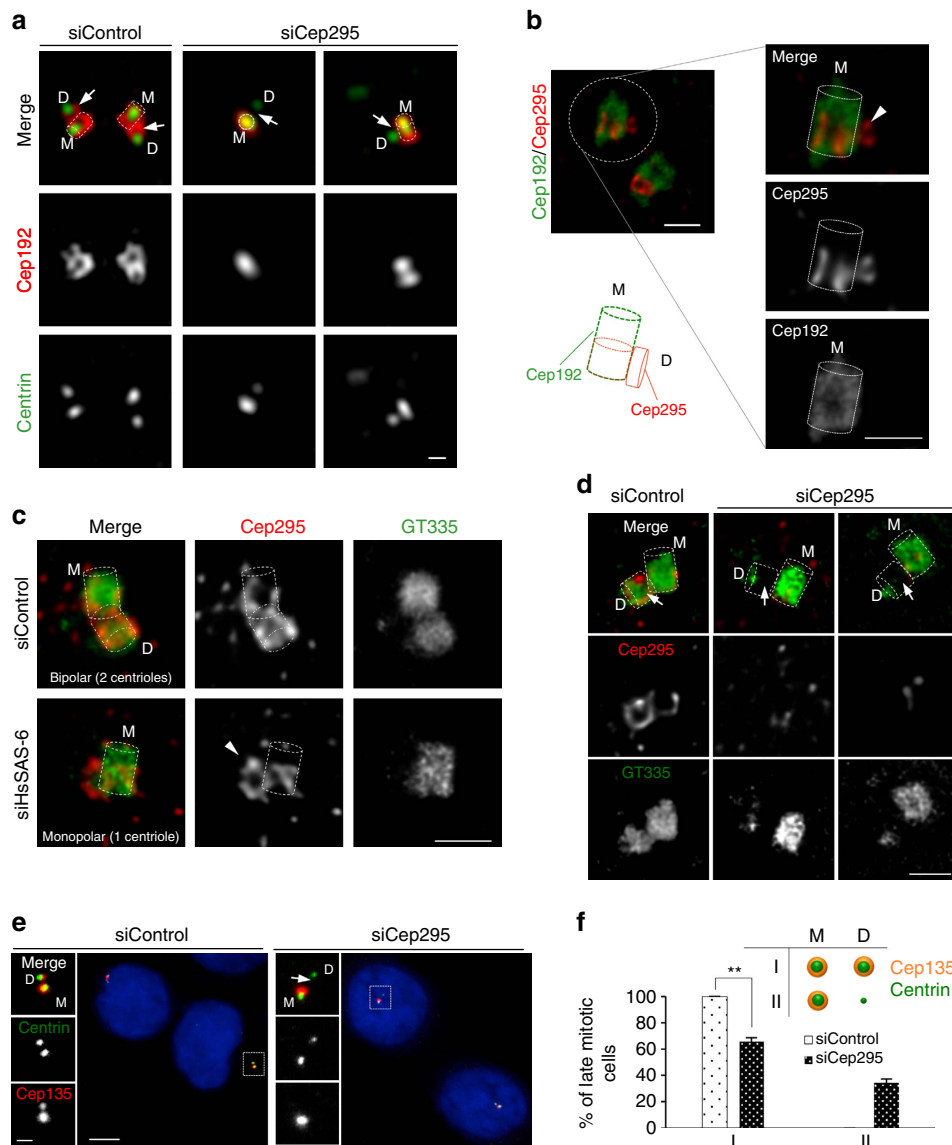 a
siControl
siCep295
Merge
D
M
M
D
D
M
M
D
Cep192
Centrin
b
Cep192/Cep295
Merge
M
Cep295
Cep192
M
M
D
Cep192
Cep295
c
Merge
Cep295
GT335
siControl
M
D
Bipolar (2 centrioles)
siHsSAS-6
M
Monopolar (1 centriole)
d
siControl
siCep295
Merge
M
D
M
D
M
D
Cep295
GT335
e
siControl
siCep295
Merge
D
M
Centrin
Cep135
D
M
f
M D
I
II
Cep135
Centrin
**
siControl
siCep295
% of late mitotic
cells
100
80
60
40
20
0
I II